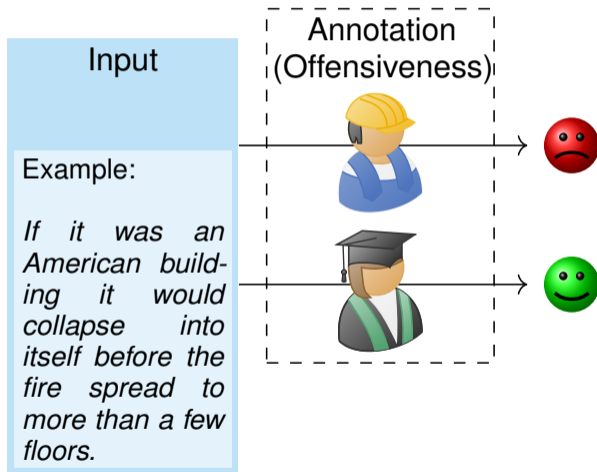 Input
Annotation
(Offensiveness)
Example:
If it was an
American build-
ing it would
collapse into
itself before the
fire spread to
more than a few
floors.